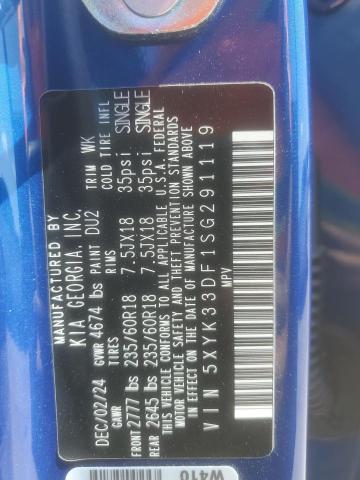 MANUFACTURED BY
KIA GEORGIA, INC.
DEC/02/24 GVWR 4674 lbs PAINT DU2 TRIM WK
GAWR TIRES RIMS COLD TIRE INFL
FRONT 2777 lbs 235/60R18 7.5JX18 35psi SINGLE
REAR 2645 lbs 235/60R18 7.5JX18 35psi SINGLE
THIS VEHICLE CONFORMS TO ALL APPLICABLE U.S.A. FEDERAL
MOTOR VEHICLE SAFETY AND THEFT PREVENTION STANDARDS
IN EFFECT ON THE DATE OF MANUFACTURE SHOWN ABOVE
VIN 5XYK33DF1SG291119
MPV
W410